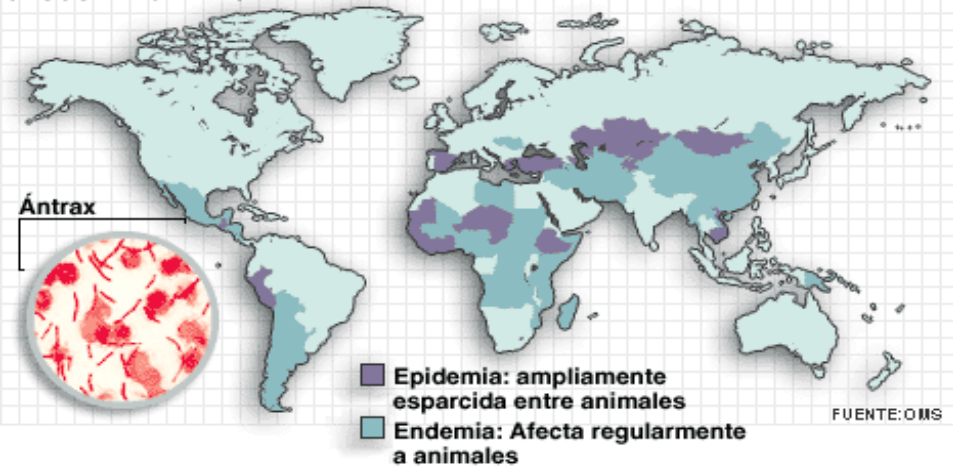 Ántrax
Epidemia: ampliamente
esparcida entre animales
Endemia: Afecta regularmente
a animales
FUENTE: OMS